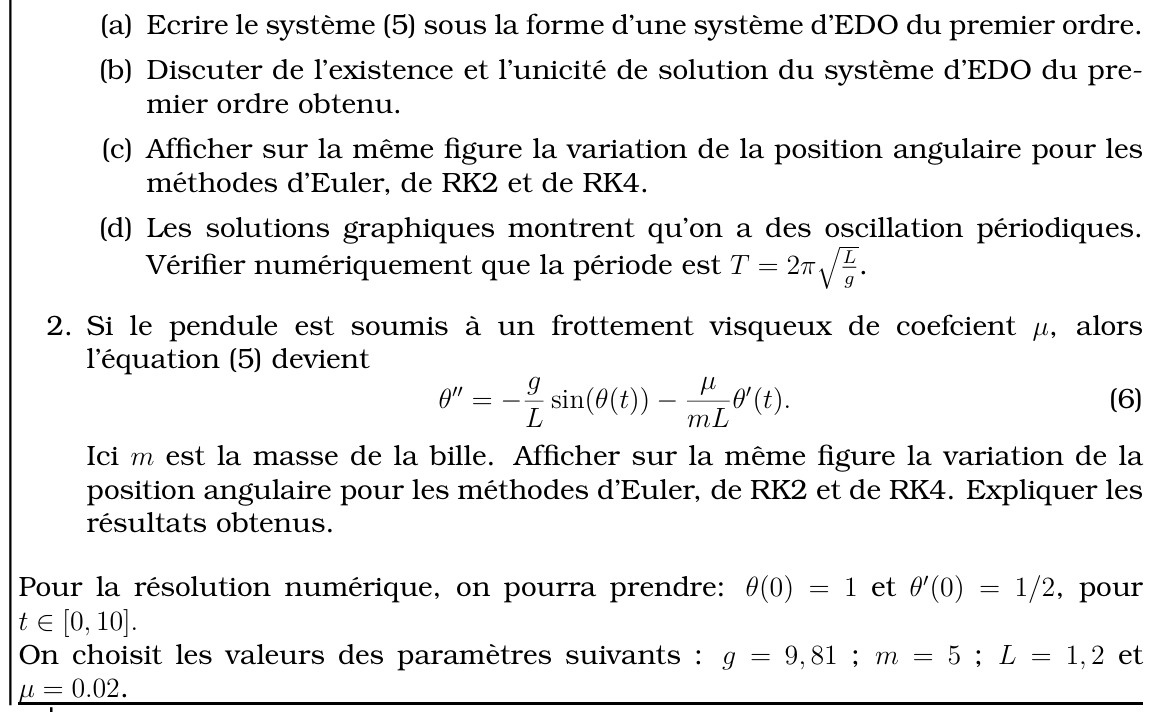 (a) Ecrire le système (5) sous la forme d'une système d'EDO du premier ordre.
(b) Discuter de l'existence et l'unicité de solution du système d'EDO du pre-
mier ordre obtenu.
(c) Afficher sur la même figure la variation de la position angulaire pour les
méthodes d'Euler, de RK2 et de RK4.
(d) Les solutions graphiques montrent qu'on a des oscillation périodiques.
Vérifier numériquement que la période est $T = 2\pi\sqrt{\frac{L}{g}}$.
2. Si le pendule est soumis à un frottement visqueux de coefcient $\mu$, alors
l'équation (5) devient
$\theta'' = -\frac{g}{L}\sin(\theta(t)) - \frac{\mu}{mL}\theta'(t).$ (6)
Ici $m$ est la masse de la bille. Afficher sur la même figure la variation de la
position angulaire pour les méthodes d'Euler, de RK2 et de RK4. Expliquer les
résultats obtenus.
Pour la résolution numérique, on pourra prendre: $\theta(0) = 1$ et $\theta'(0) = 1/2$, pour
$t \in [0, 10]$.
On choisit les valeurs des paramètres suivants : $g = 9,81$ ; $m = 5$ ; $L = 1,2$ et
$\mu = 0.02$.